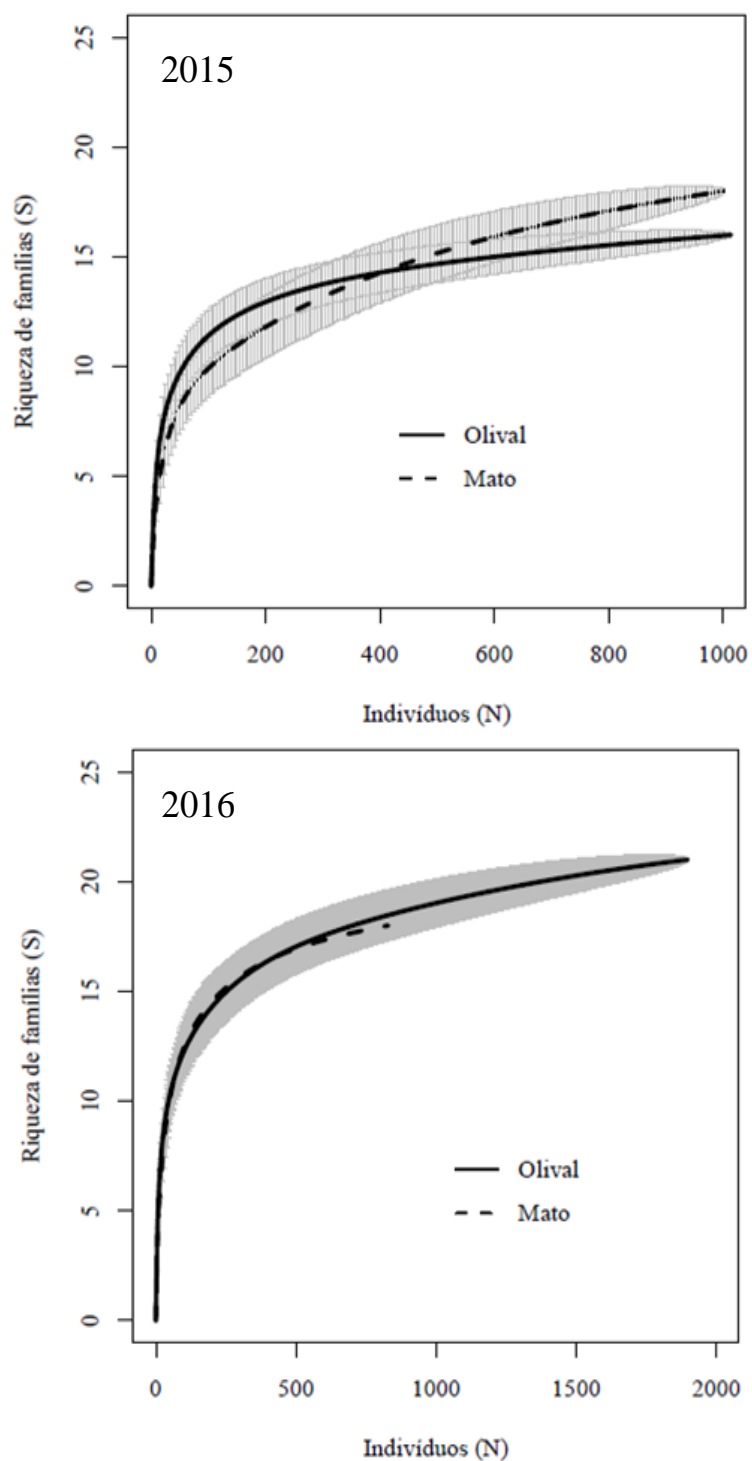 2015
Riqueza de famílias (S)
25
20
15
10
5
0
Olival
Mato
0 200 400 600 800 1000
Indivíduos (N)
2016
Riqueza de famílias (S)
25
20
15
10
5
0
Olival
Mato
0 500 1000 1500 2000
Indivíduos (N)